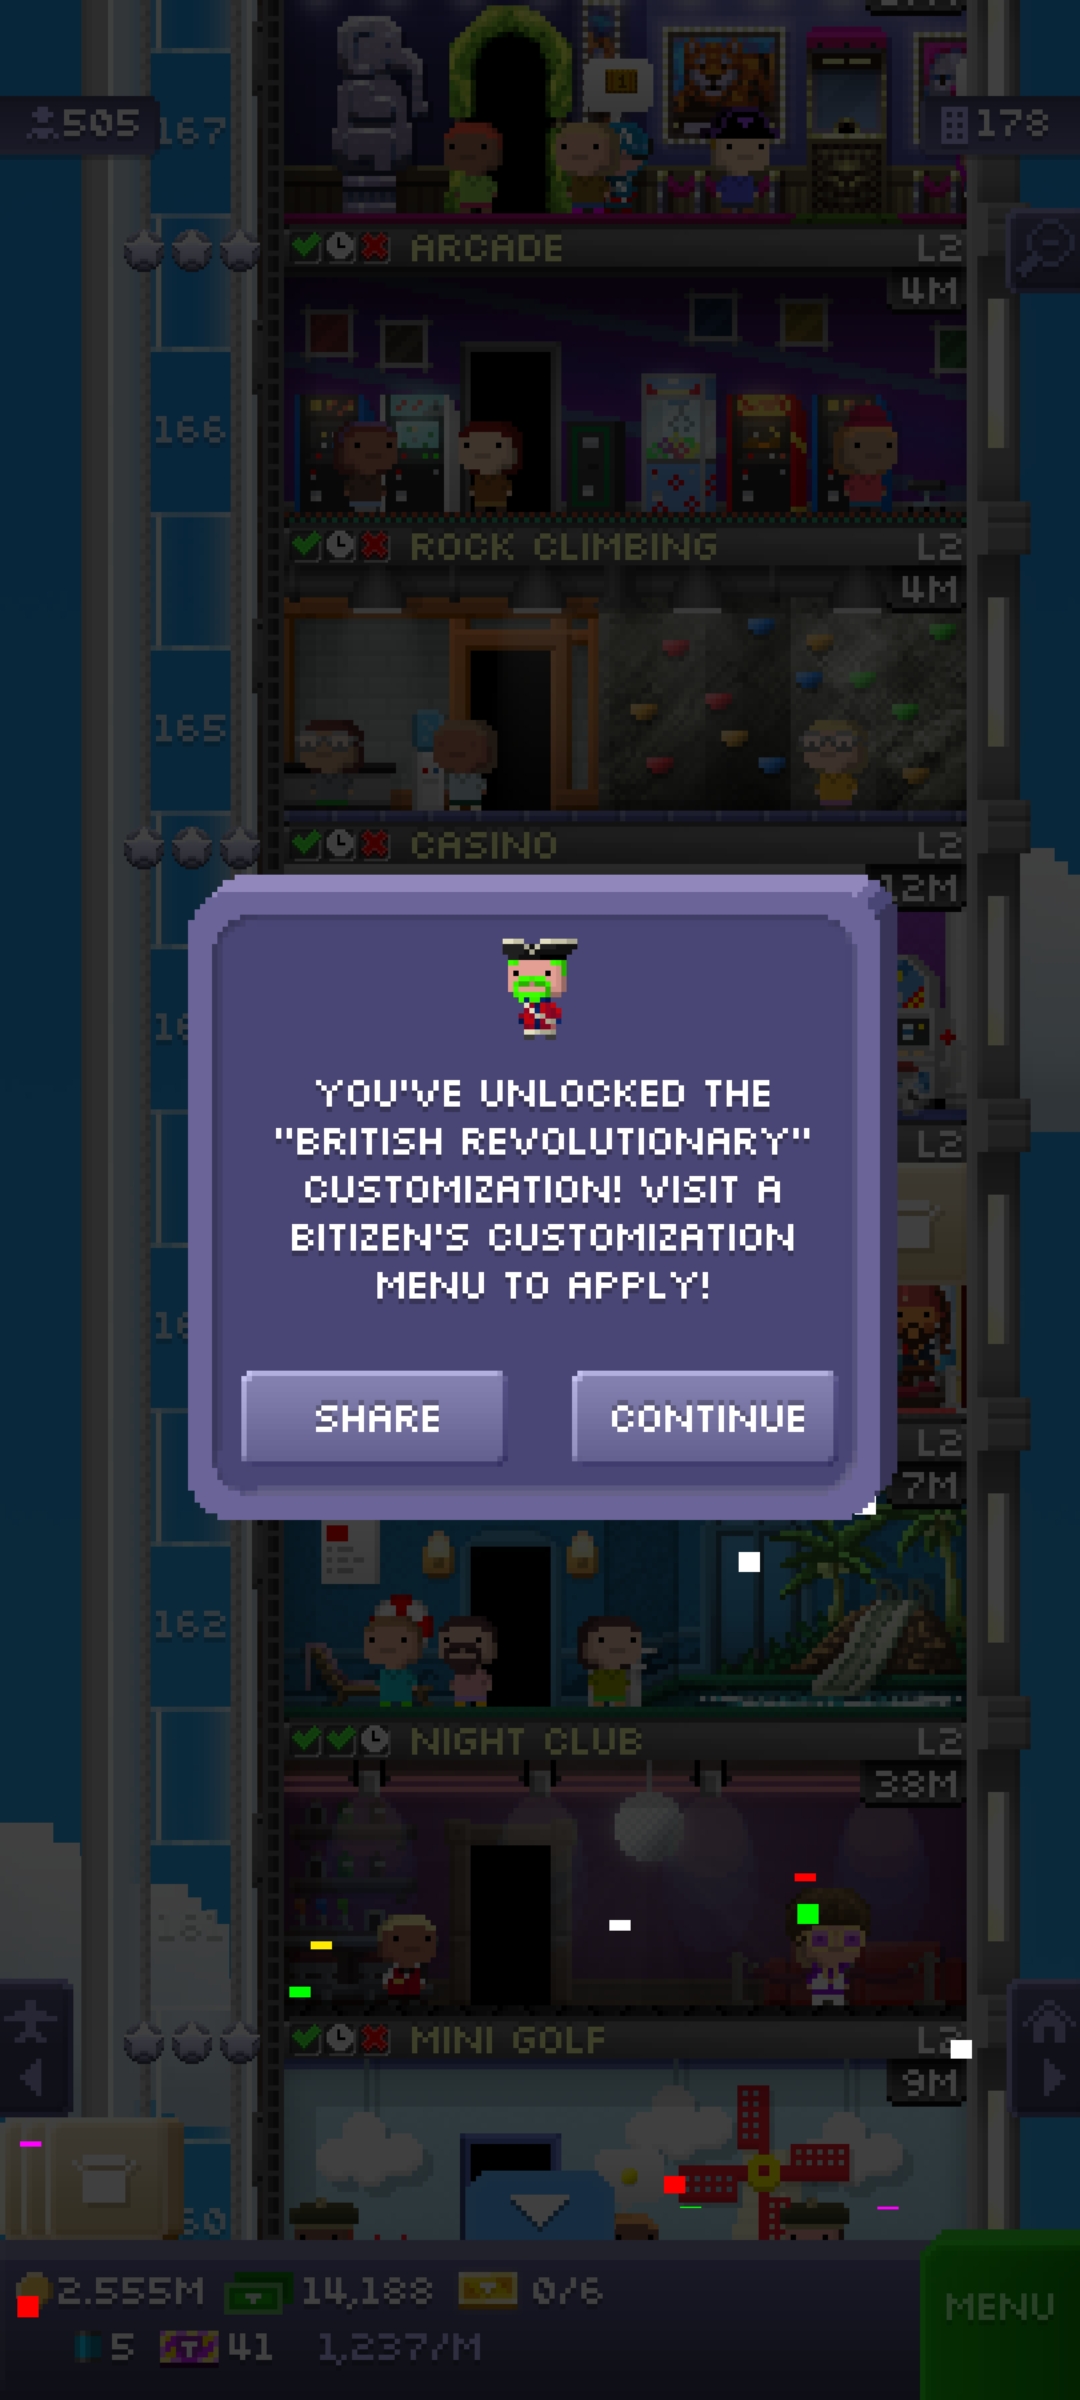 505
167
178
ARCADE L2
4M
166
ROCK CLIMBING L2
4M
165
CASINO L2
12M
YOU'VE UNLOCKED THE
"BRITISH REVOLUTIONARY"
CUSTOMIZATION! VISIT A
BITIZEN'S CUSTOMIZATION
MENU TO APPLY!
L2
SHARE
CONTINUE
L2
7M
162
NIGHT CLUB L2
38M
161
MINI GOLF L2
9M
2.555M 14,188 0/6
MENU
5 41 1,237/M